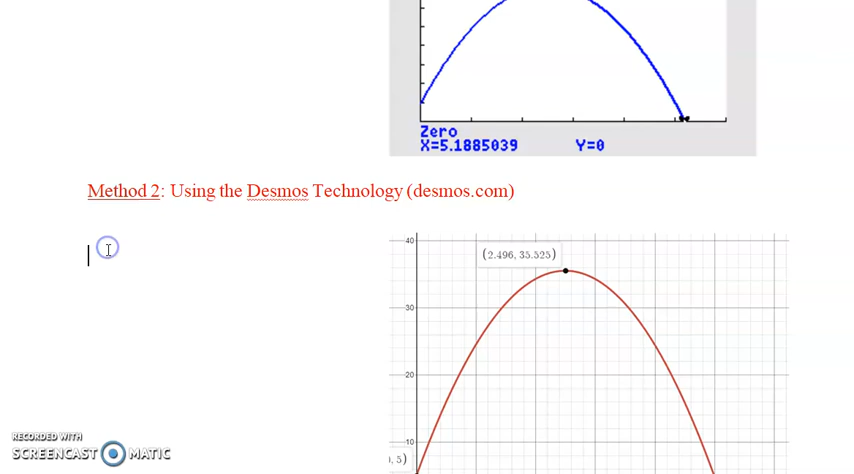 Zero
X=5.1885039 Y=0
Method 2: Using the Desmos Technology (desmos.com)
40
(2.496, 35.525)
30
20
10
, 5)
RECORDED WITH
SCREENCAST MATIC